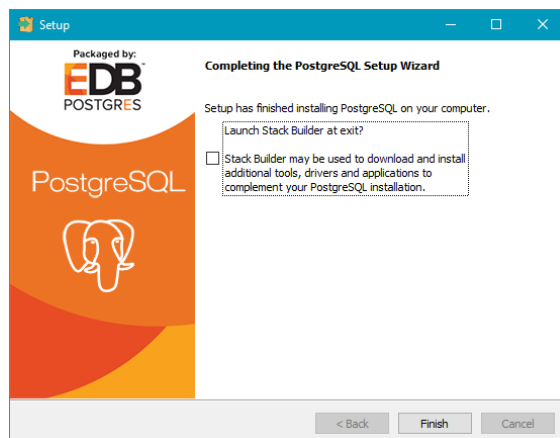 Setup
Packaged by:
EDB
POSTGRES
PostgreSQL
Completing the PostgreSQL Setup Wizard
Setup has finished installing PostgreSQL on your computer.
Launch Stack Builder at exit?
Stack Builder may be used to download and install
additional tools, drivers and applications to
complement your PostgreSQL installation.
< Back
Finish
Cancel